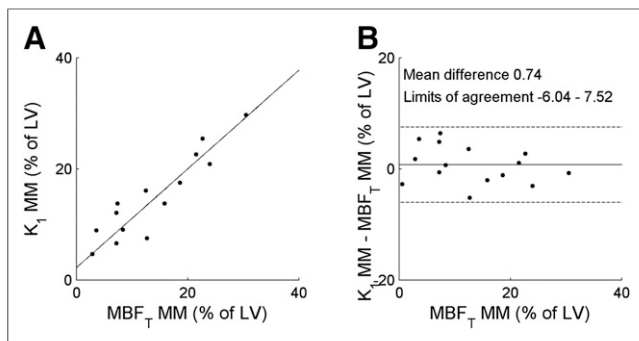 A
B
40
20
0
K1 MM (% of LV)
0
20
40
MBFT MM (% of LV)
20
0
-20
K1 MM - MBFT MM (% of LV)
Mean difference 0.74
Limits of agreement -6.04 - 7.52
0
20
40
MBFT MM (% of LV)